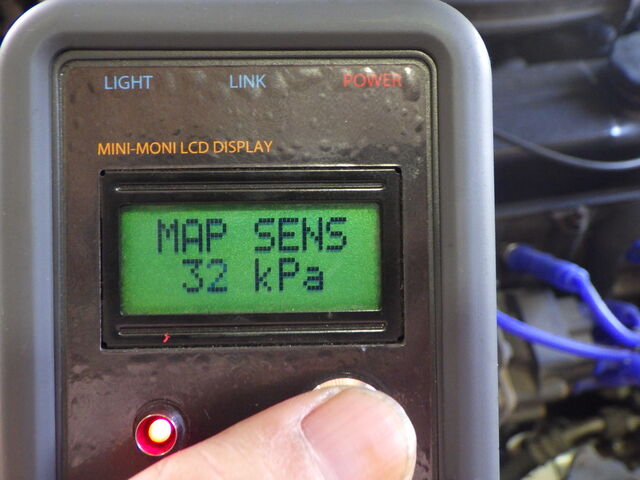 LIGHT LINK POWER
MINI-MONI LCD DISPLAY
MAP SENS
32 kPa